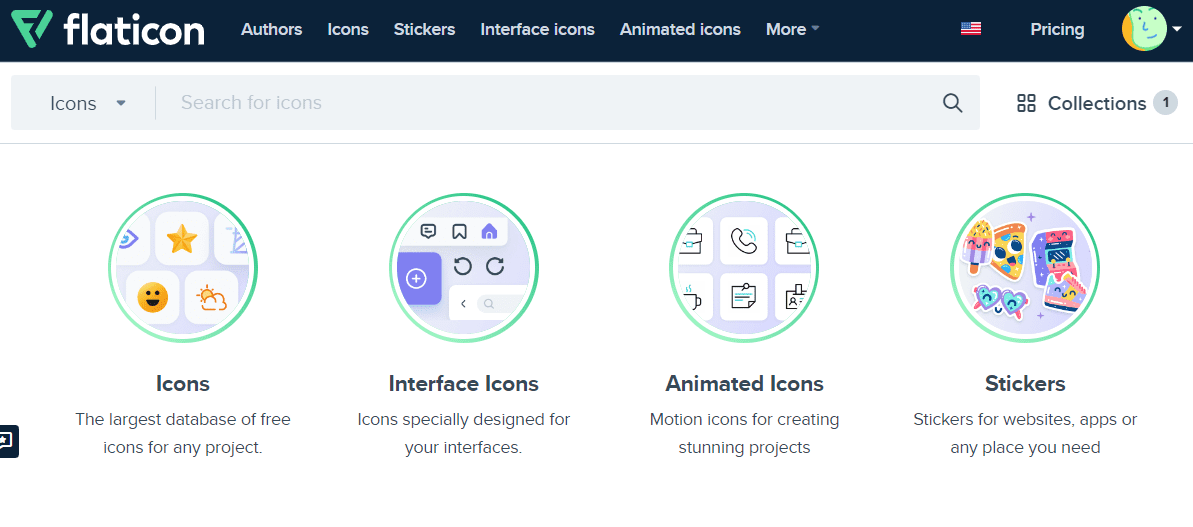 flaticon
Authors Icons Stickers Interface icons Animated icons More Pricing
Icons Search for icons Collections 1
Icons Interface Icons Animated Icons Stickers
The largest database of free
icons for any project.
Icons specially designed for
your interfaces.
Motion icons for creating
stunning projects
Stickers for websites, apps or
any place you need